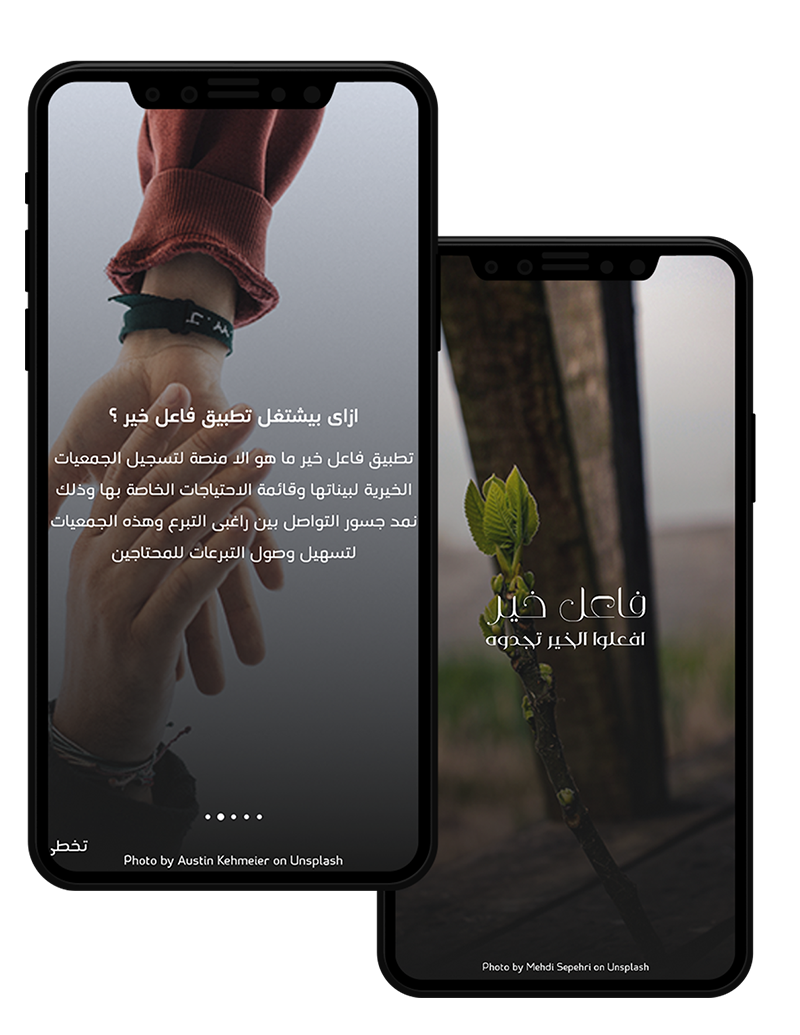 ازاى بيشتغل تطبيق فاعل خير ؟
تطبيق فاعل خير ما هو الا منصة لتسجيل الجمعيات
الخيرية لبيناتها وقائمة الاحتياجات الخاصة بها وذلك
نمد جسور التواصل بين راغبى التبرع وهذه الجمعيات
لتسهيل وصول التبرعات للمحتاجين
تخطي
Photo by Austin Kehmeier on Unsplash
فاعل خير
افعلوا الخير تجدوه
Photo by Mehdi Sepehri on Unsplash